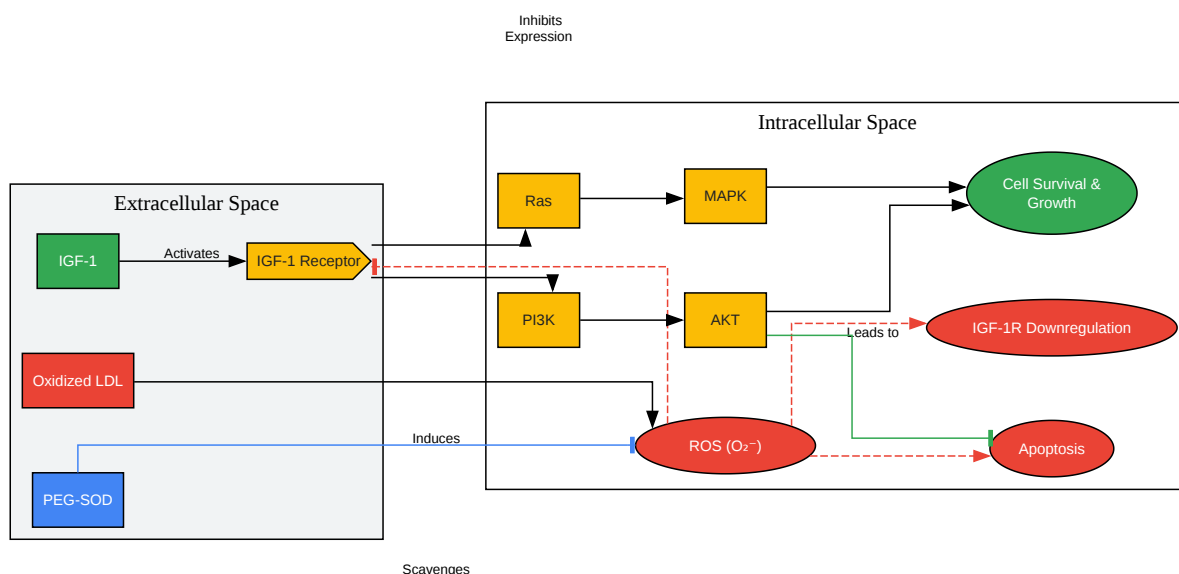 Inhibits
Expression
Intracellular Space
Extracellular Space
Ras
MAPK
Cell Survival &
Growth
IGF-1
Activates
IGF-1 Receptor
PI3K
AKT
IGF-1R Downregulation
Leads to
Oxidized LDL
Induces
ROS (O₂⁻)
Apoptosis
PEG-SOD
Scavenges